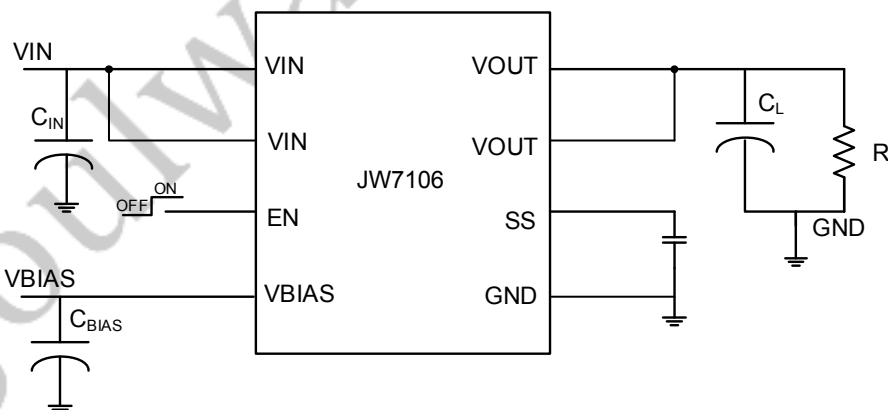 VIN
VIN
VOUT
CIN
CL
VIN
VOUT
R
JW7106
ON
OFF
EN
SS
GND
VBIAS
VBIAS
GND
CBIAS